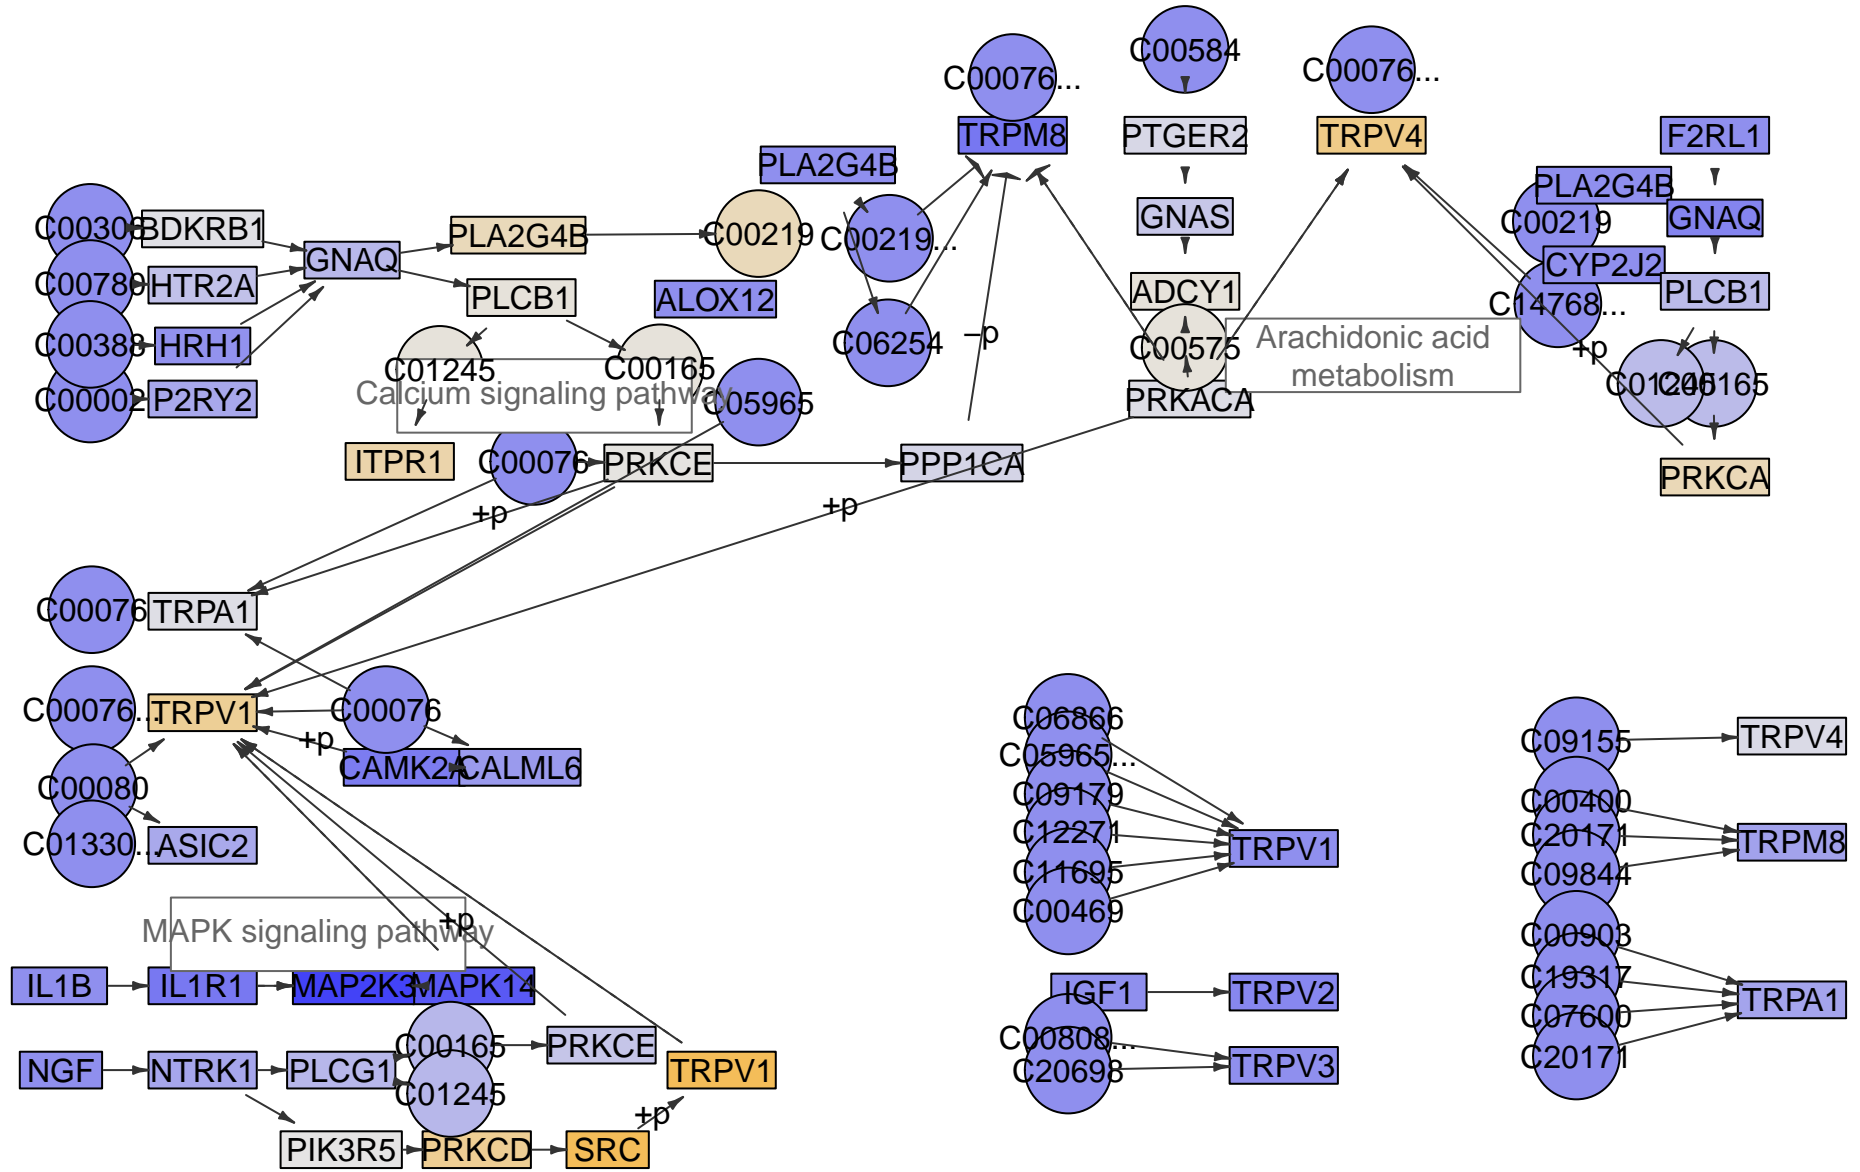 C00584
C00076...
C00076...
TRPM8
PTGER2
TRPV4
F2RL1
PLA2G4B
PLA2G4B
C00219
GNAS
GNAQ
BDKRB1
PLA2G4B
C00219
C00219...
GNAQ
CYP2J2
C00780
HTR2A
PLCB1
ALOX12
ADCY1
PLCB1
C14768...
C00388
HRH1
C06254
–p
C00575
Arachidonic acid
metabolism
+p
C01245
C00165
Calcium signaling pathway
C00002
P2RY2
C05965
PRKACA
C01245
C00165
ITPR1
C00076
PRKCE
PPP1CA
PRKCA
+p
+p
C00076
TRPA1
C00076...
TRPV1
C00076
+p
CAMK2A
CALML6
C00080
C01330...
ASIC2
C06866
C05965...
C09179
C12271
C11695
C00469
TRPV1
C09155
TRPV4
C00400
C20171
C09844
TRPM8
MAPK signaling pathway
+p
IL1B
IL1R1
MAP2K3
MAPK14
IGF1
TRPV2
C00903
C19317
C07600
C20171
TRPA1
C00808...
C20698
TRPV3
NGF
NTRK1
PLCG1
C00165
C01245
PRKCE
TRPV1
+p
PIK3R5
PRKCD
SRC